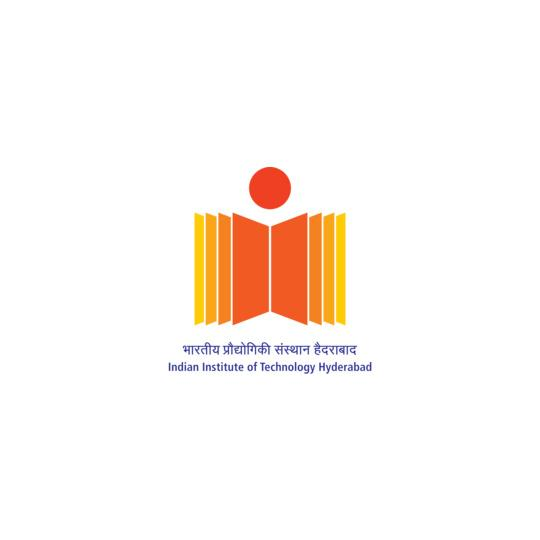 भारतीय प्रौद्योगिकी संस्थान हैदराबाद
Indian Institute of Technology Hyderabad